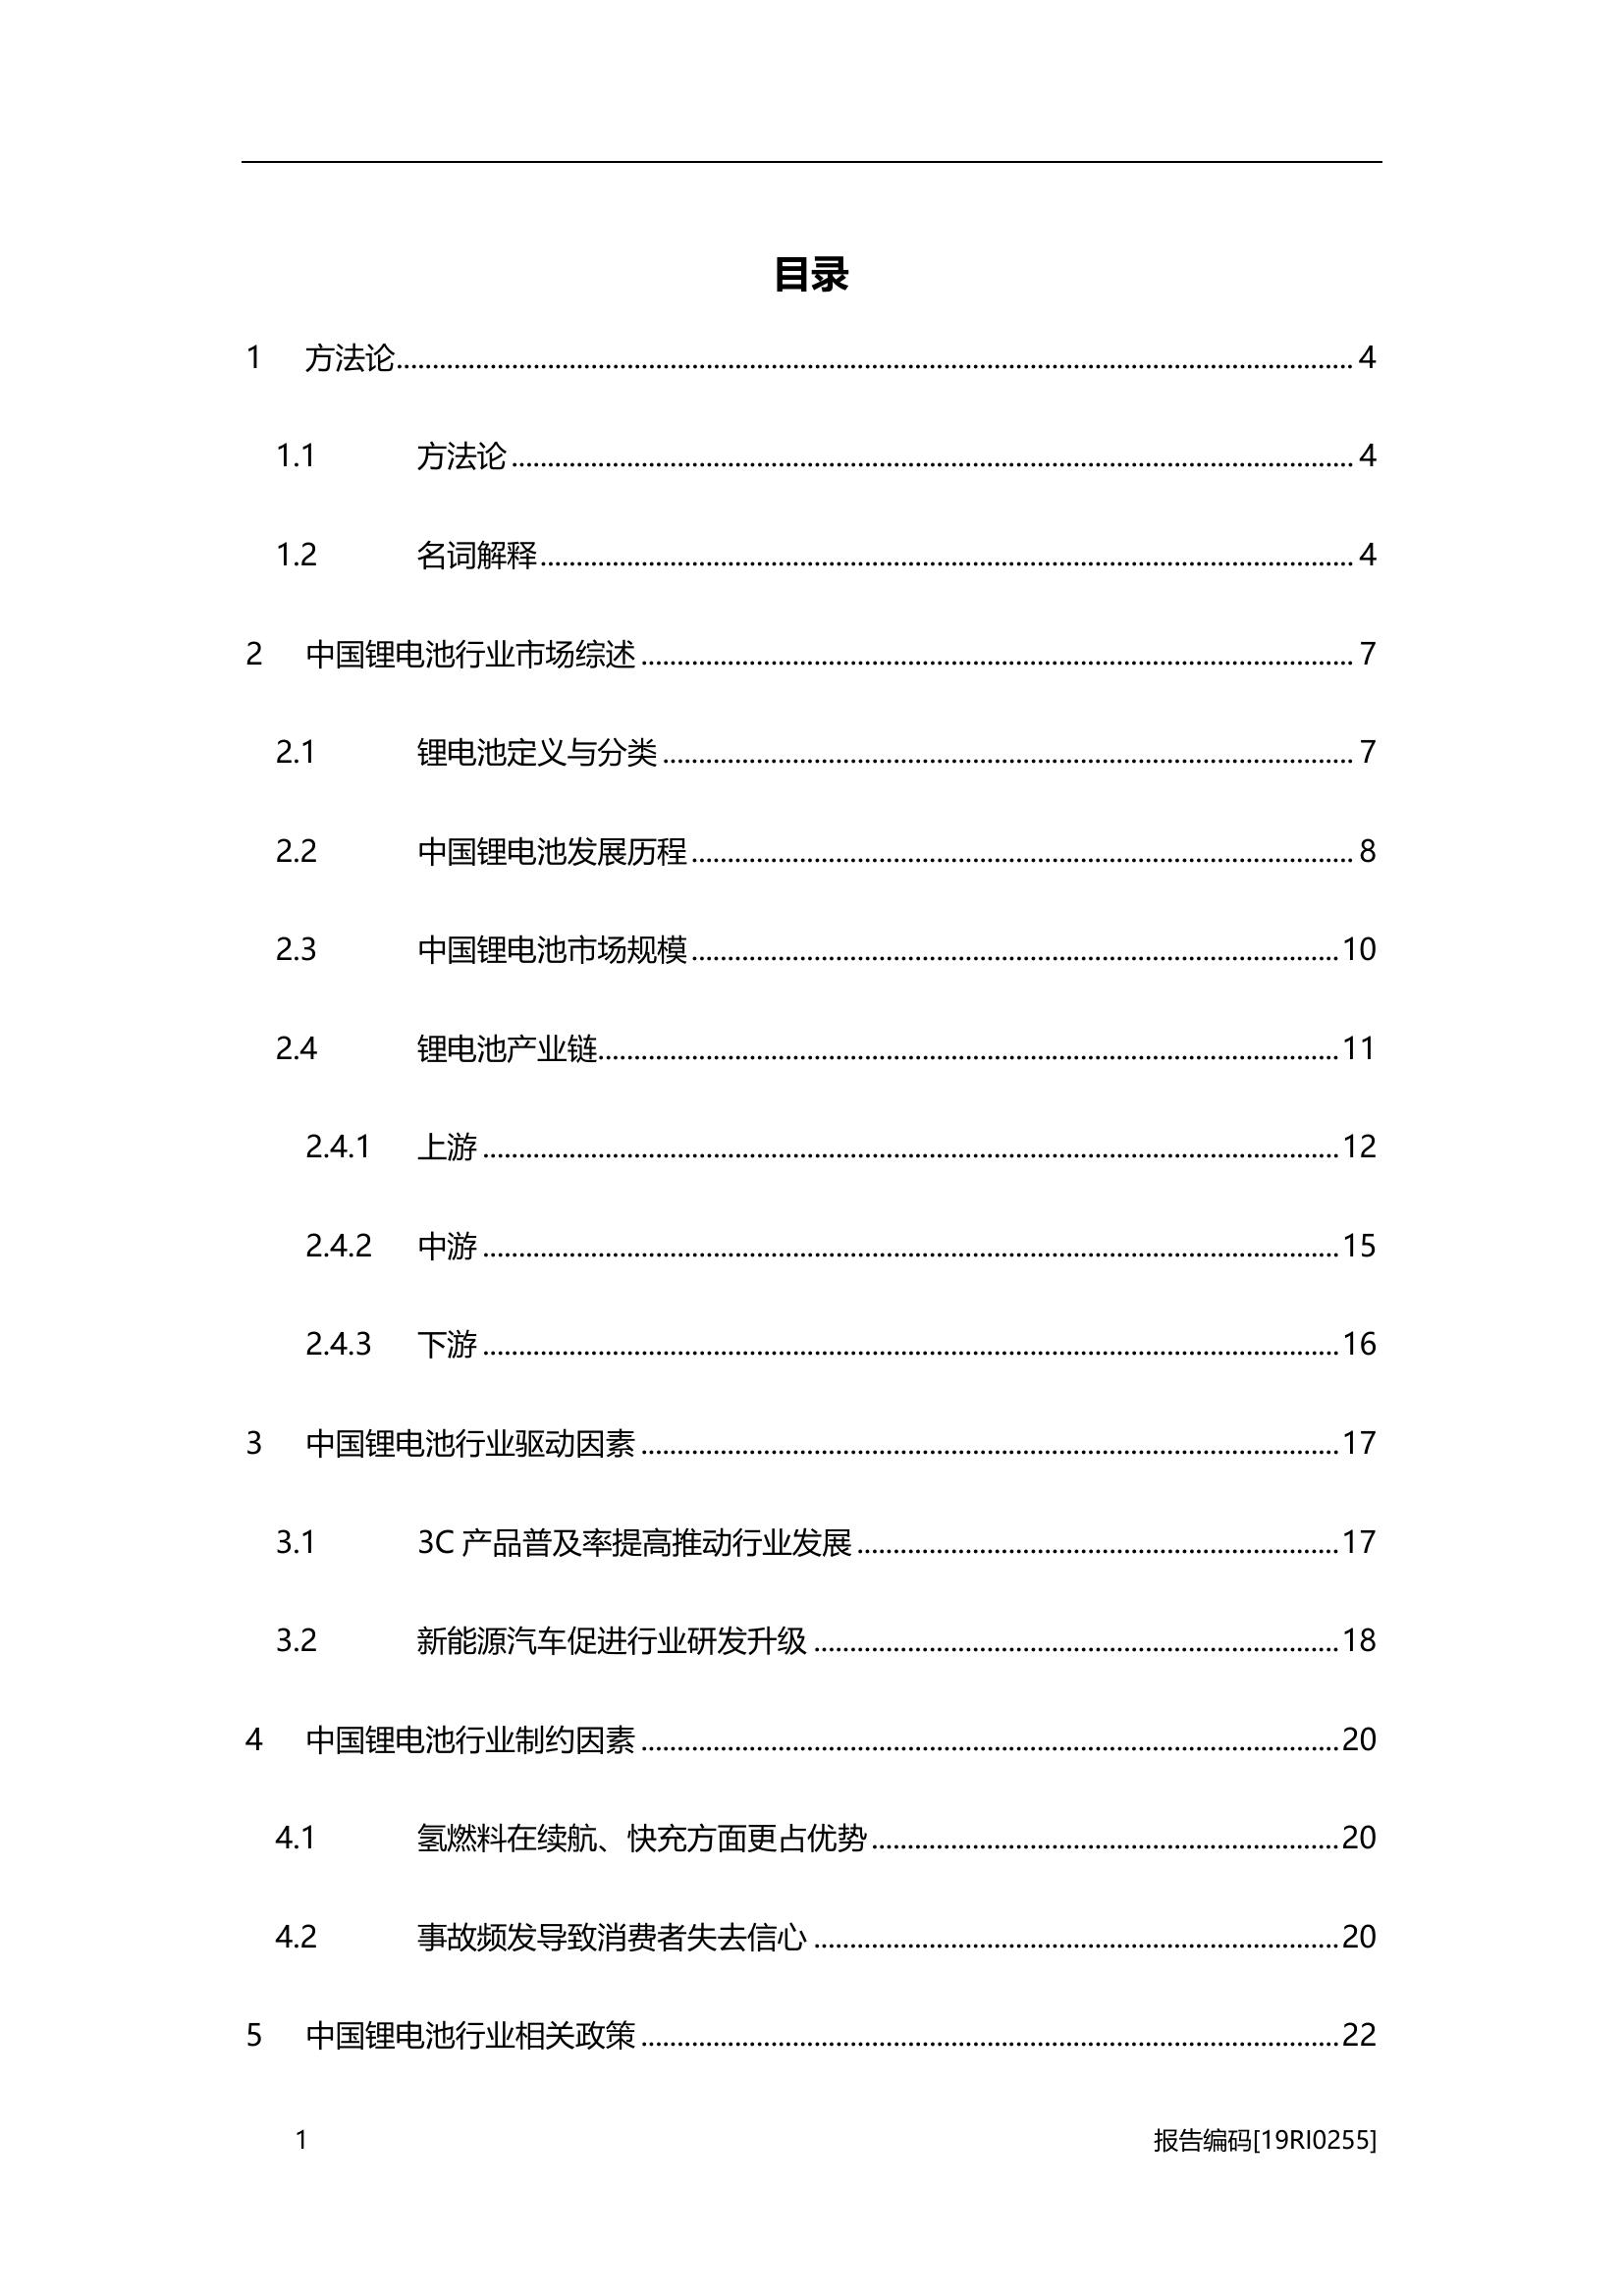 目录
1 方法论 4
1.1 方法论 4
1.2 名词解释 4
2 中国锂电池行业市场综述 7
2.1 锂电池定义与分类 7
2.2 中国锂电池发展历程 8
2.3 中国锂电池市场规模 10
2.4 锂电池产业链 11
2.4.1 上游 12
2.4.2 中游 15
2.4.3 下游 16
3 中国锂电池行业驱动因素 17
3.1 3C 产品普及率提高推动行业发展 17
3.2 新能源汽车促进行业研发升级 18
4 中国锂电池行业制约因素 20
4.1 氢燃料在续航、快充方面更占优势 20
4.2 事故频发导致消费者失去信心 20
5 中国锂电池行业相关政策 22
1 报告编码[19RI0255]